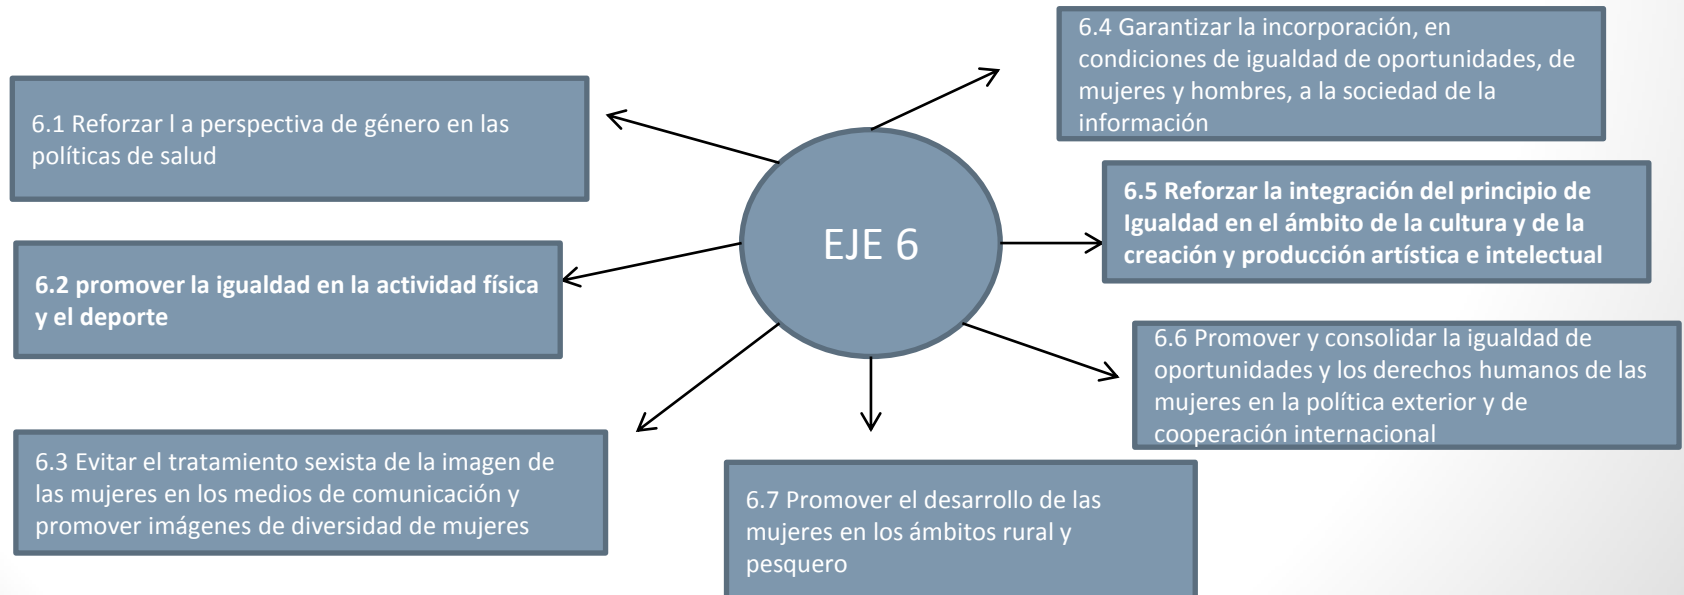 6.1 Reforzar l a perspectiva de género en las
políticas de salud
6.2 promover la igualdad en la actividad física
y el deporte
6.3 Evitar el tratamiento sexista de la imagen de
las mujeres en los medios de comunicación y
promover imágenes de diversidad de mujeres
EJE 6
6.4 Garantizar la incorporación, en
condiciones de igualdad de oportunidades, de
mujeres y hombres, a la sociedad de la
información
6.5 Reforzar la integración del principio de
Igualdad en el ámbito de la cultura y de la
creación y producción artística e intelectual
6.6 Promover y consolidar la igualdad de
oportunidades y los derechos humanos de las
mujeres en la política exterior y de
cooperación internacional
6.7 Promover el desarrollo de las
mujeres en los ámbitos rural y
pesquero